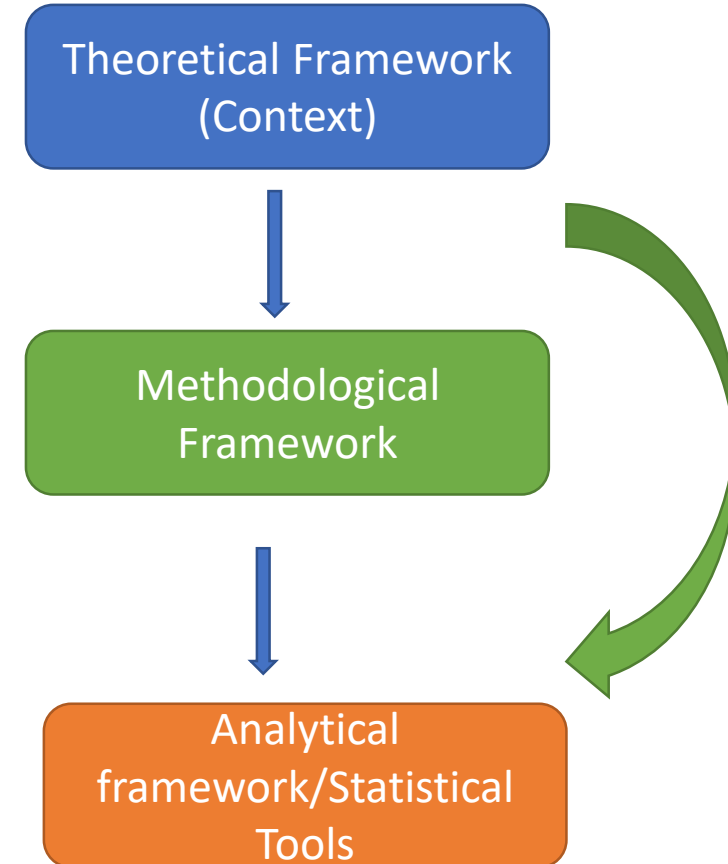 Theoretical Framework
(Context)
Methodological
Framework
Analytical
framework/Statistical
Tools